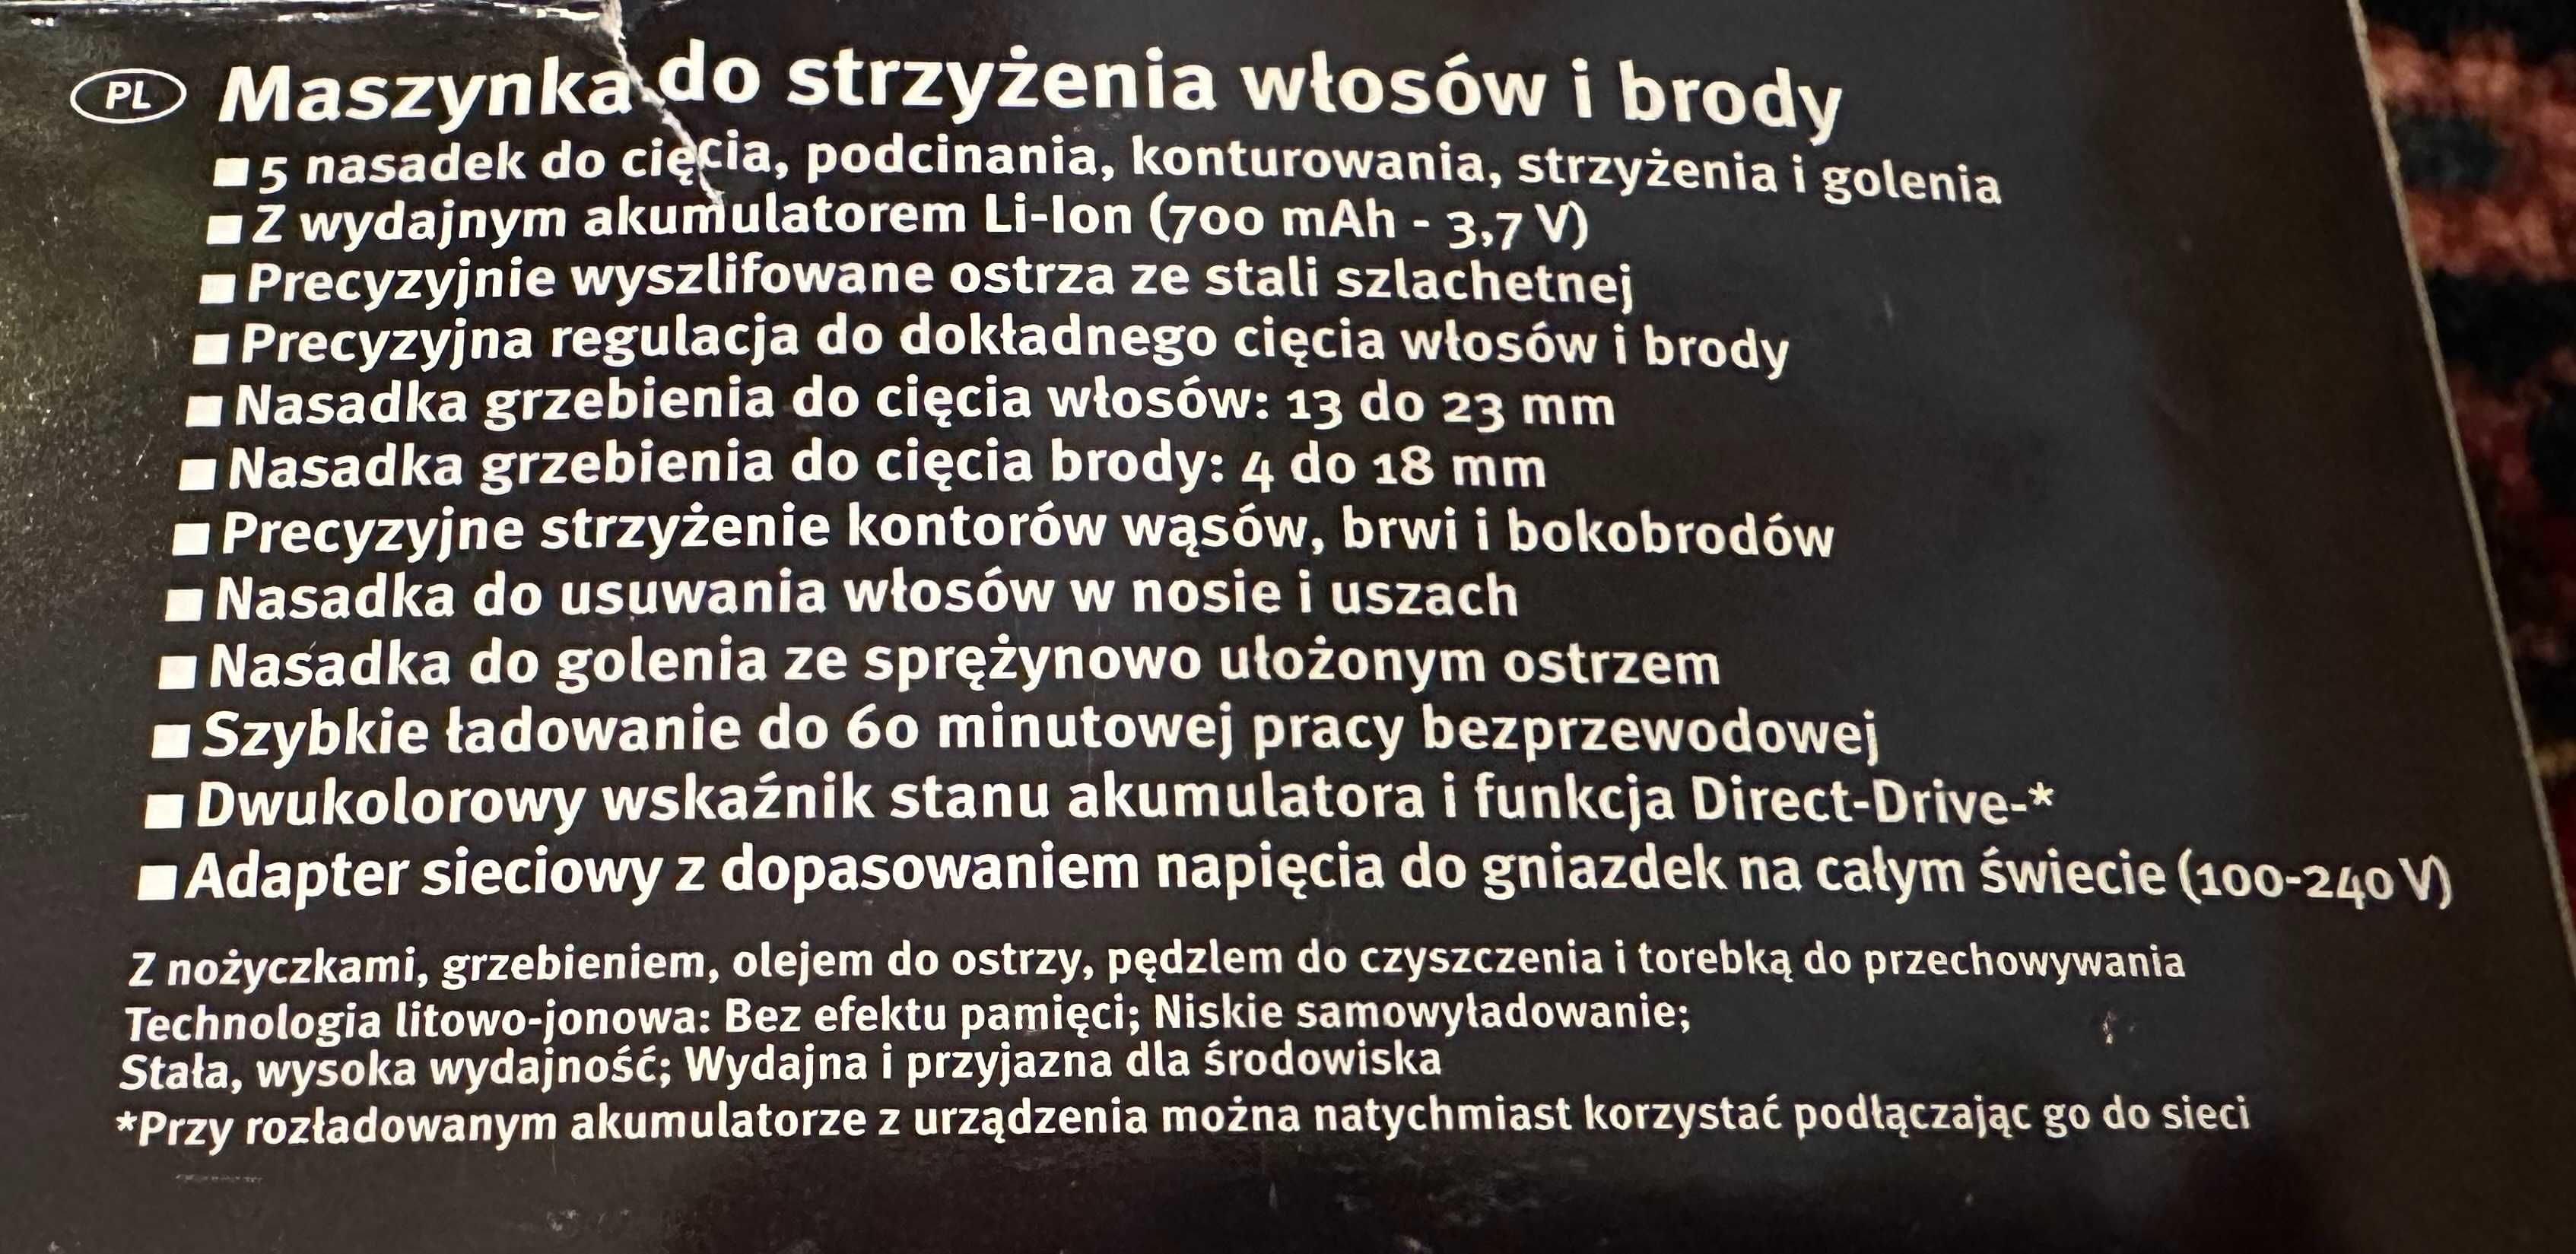 PL Maszynka do strzyżenia włosów i brody
■ 5 nasadek do cięcia, podcinania, konturowania, strzyżenia i golenia
■ Z wydajnym akumulatorem Li-Ion (700 mAh - 3,7 V)
■ Precyzyjnie wyszlifowane ostrza ze stali szlachetnej
■ Precyzyjna regulacja do dokładnego cięcia włosów i brody
■ Nasadka grzebienia do cięcia włosów: 13 do 23 mm
■ Nasadka grzebienia do cięcia brody: 4 do 18 mm
■ Precyzyjne strzyżenie kontorów wąsów, brwi i bokobrodów
■ Nasadka do usuwania włosów w nosie i uszach
■ Nasadka do golenia ze sprężynowo ułożonym ostrzem
■ Szybkie ładowanie do 60 minutowej pracy bezprzewodowej
■ Dwukolorowy wskaźnik stanu akumulatora i funkcja Direct-Drive-*
■ Adapter sieciowy z dopasowaniem napięcia do gniazdek na całym świecie (100-240 V)
Z nożyczkami, grzebieniem, olejem do ostrzy, pędzlem do czyszczenia i torebką do przechowywania
Technologia litowo-jonowa: Bez efektu pamięci; Niskie samowyładowanie;
Stała, wysoka wydajność; Wydajna i przyjazna dla środowiska
*Przy rozładowanym akumulatorze z urządzenia można natychmiast korzystać podłączając go do sieci